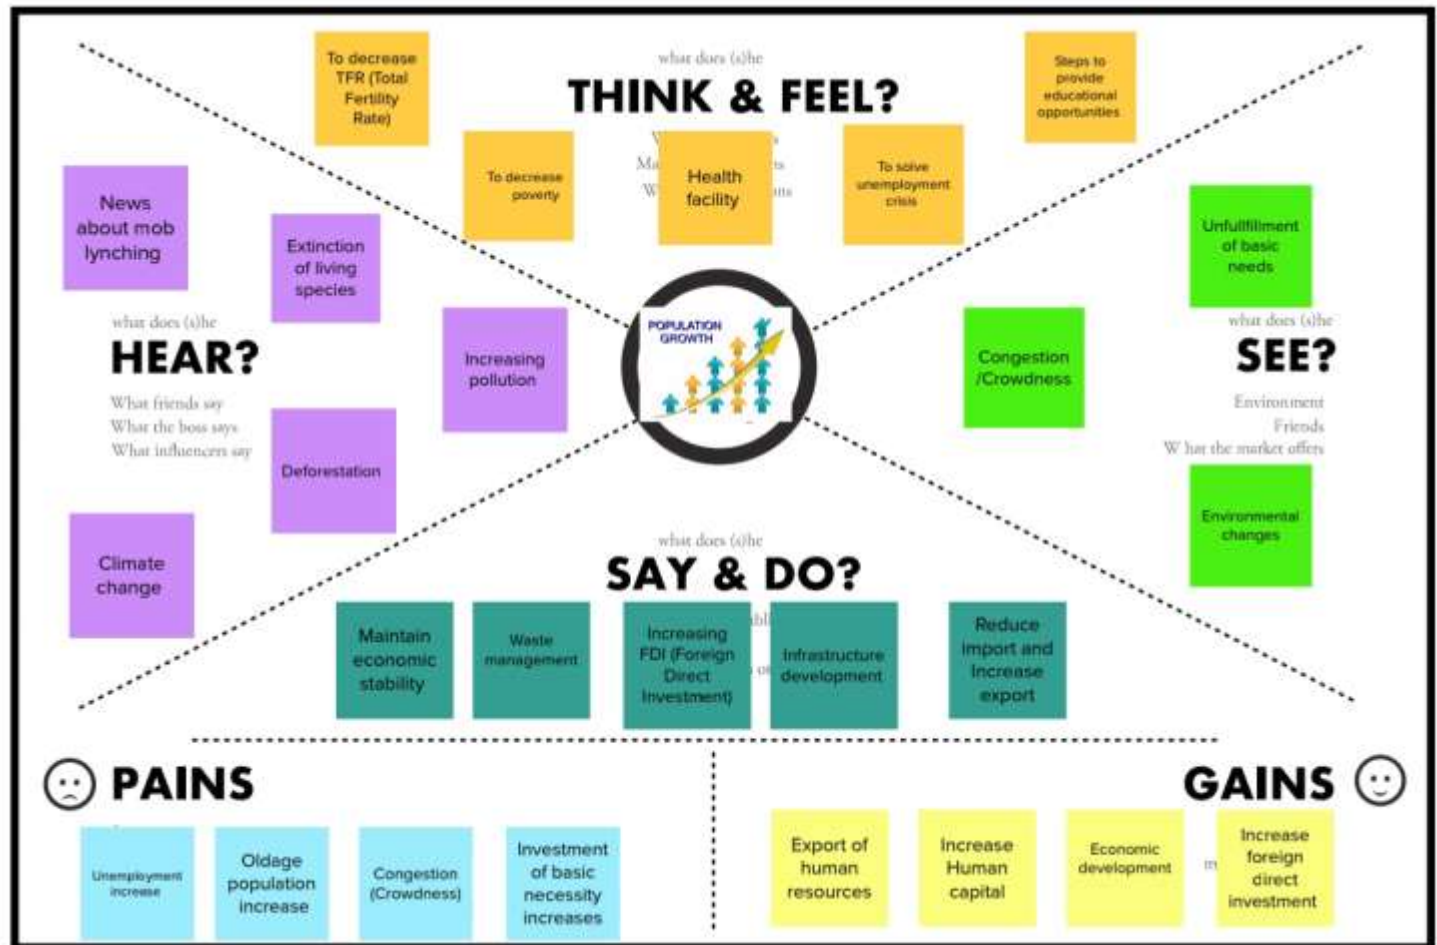 what does (s)he
THINK & FEEL?
To decrease
TFR (Total
Fertility
Rate)
To decrease
poverty
Health
facility
To solve
unemployment
crisis
Steps to
provide
educational
opportunities
what does (s)he
HEAR?
What friends say
What the boss says
What influencers say
News
about mob
lynching
Extinction
of living
species
Increasing
pollution
Deforestation
Climate
change
POPULATION
GROWTH
what does (s)he
SEE?
Environment
Friends
W hat the market offers
Unfullfillment
of basic
needs
Congestion
/Crowdness
Environmental
changes
what does (s)he
SAY & DO?
Maintain
economic
stability
Waste
management
Increasing
FDI (Foreign
Direct
Investment)
Infrastructure
development
Reduce
import and
Increase
export
PAINS
Unemployment
increase
Oldage
population
increase
Congestion
(Crowdness)
Investment
of basic
necessity
increases
GAINS
Export of
human
resources
Increase
Human
capital
Economic
development
Increase
foreign
direct
investment